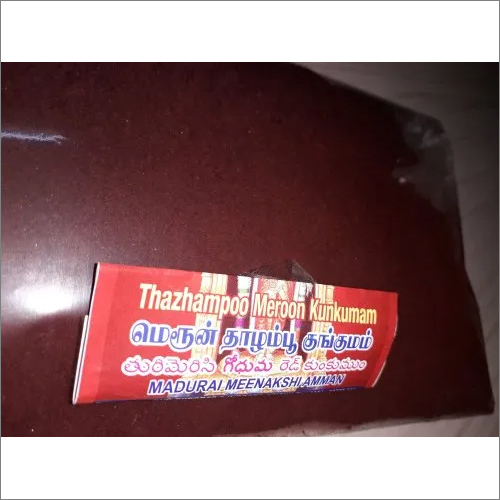 Thazhampoo Meroon Kunkumam
மெருன் தாழம்பூ குங்குமம்
తురిమెరిసి గోధుమ రెడ్ కుంకుముం
MADURAI MEENAKSHI AMMAN